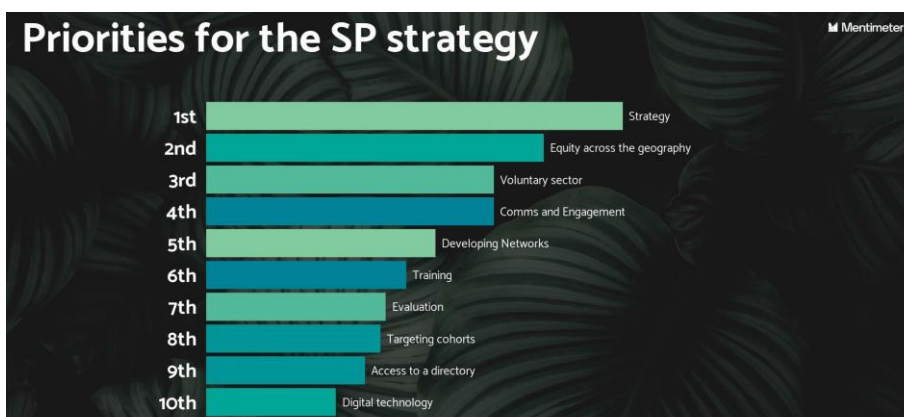 Priorities for the SP strategy
Mentimeter
1st Strategy
2nd Equity across the geography
3rd Voluntary sector
4th Comms and Engagement
5th Developing Networks
6th Training
7th Evaluation
8th Targeting cohorts
9th Access to a directory
10th Digital technology